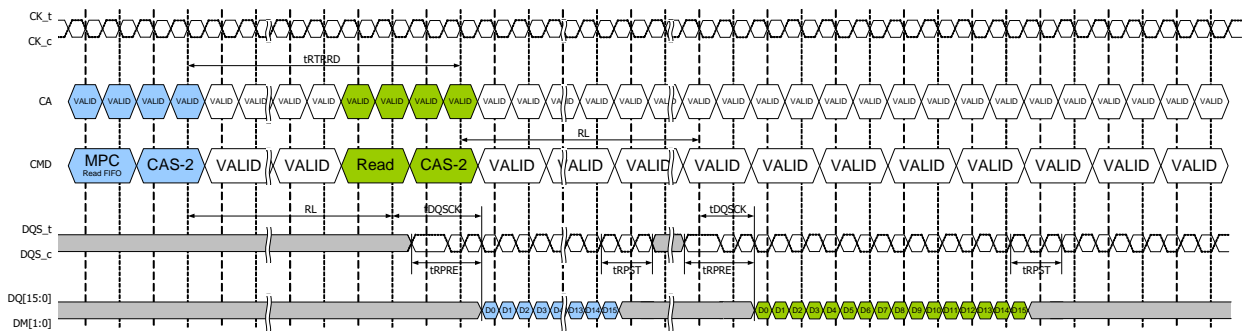 CK_t
CK_c
tRTRRD
CA VALID VALID VALID VALID VALID VALID VALID VALID VALID VALID VALID VALID VALID VALID VALID VALID VALID VALID VALID VALID VALID VALID VALID VALID VALID VALID VALID VALID VALID VALID VALID VALID VALID VALID
RL
CMD MPC CAS-2 VALID VALID Read CAS-2 VALID VALID VALID VALID VALID VALID VALID VALID VALID VALID VALID
Read FIFO
RL tDQSCK tDQSCK
DQS_t
DQS_c
tRPRE tRPST tRPRE tRPST
DQ[15:0]
D0 D1 D2 D3 D4 D13 D14 D15 D0 D1 D2 D3 D4 D5 D6 D7 D8 D9 D10 D11 D12 D13 D14 D15
DM[1:0]